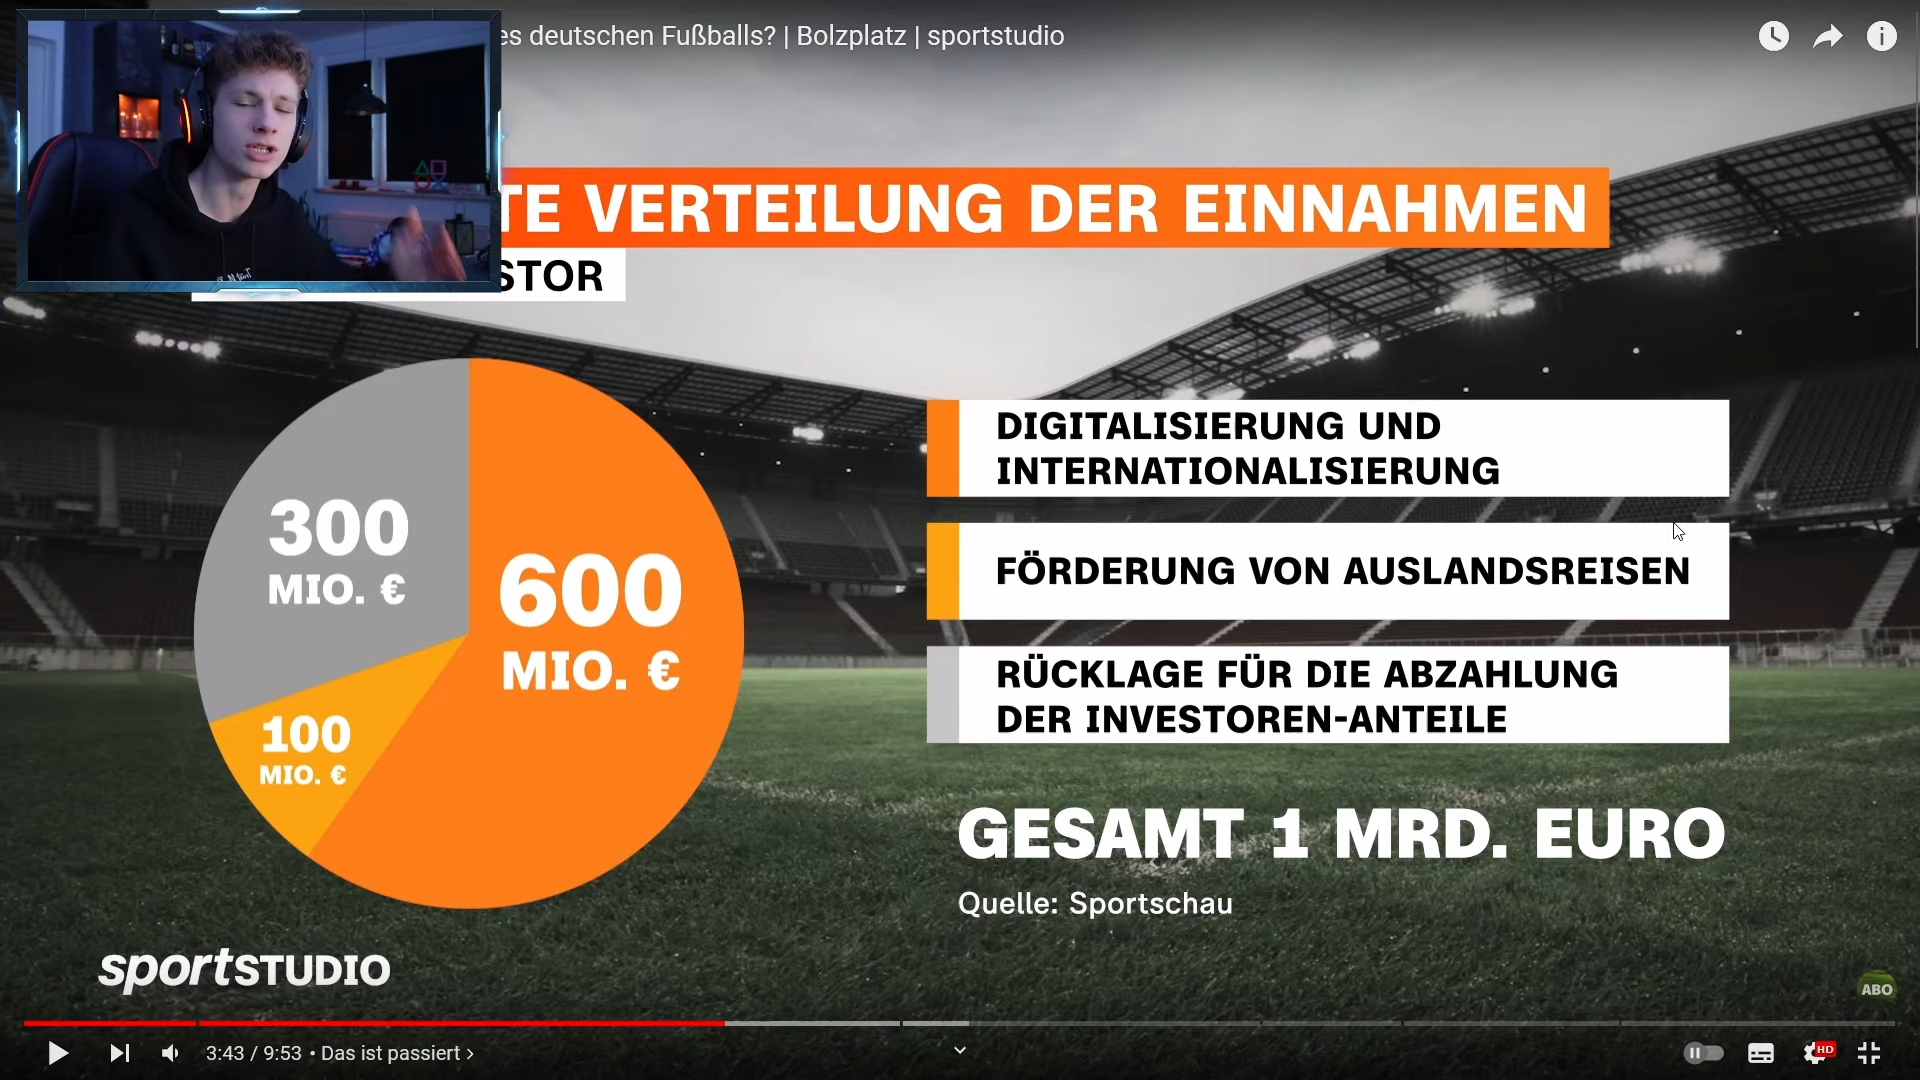 es deutschen Fußballs? | Bolzplatz | sportstudio
TE VERTEILUNG DER EINNAHMEN
STOR
300
MIO. €
600
MIO. €
100
MIO. €
DIGITALISIERUNG UND
INTERNATIONALISIERUNG
FÖRDERUNG VON AUSLANDSREISEN
RÜCKLAGE FÜR DIE ABZAHLUNG
DER INVESTOREN-ANTEILE
GESAMT 1 MRD. EURO
Quelle: Sportschau
sportSTUDIO
ABO
3:43 / 9:53 • Das ist passiert ›
HD